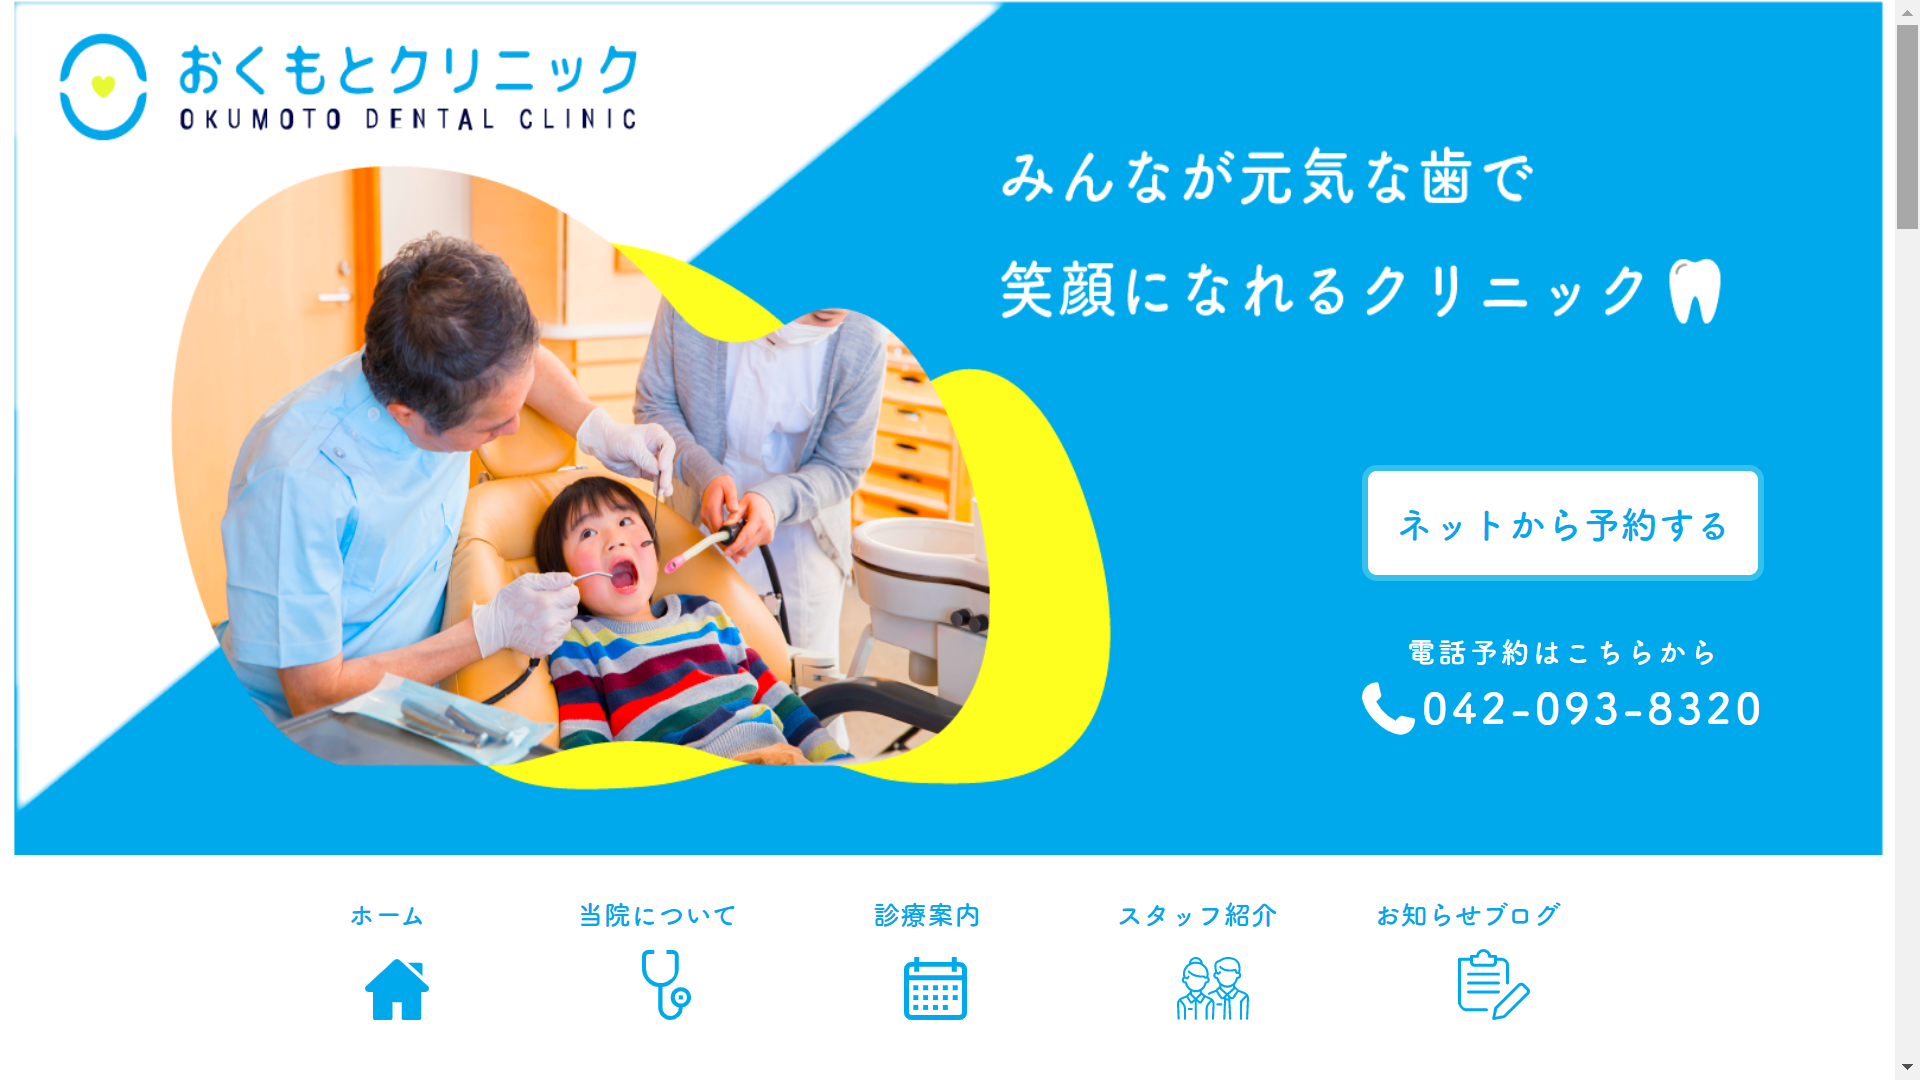 おくもとクリニック
OKUMOTO DENTAL CLINIC
みんなが元気な歯で
笑顔になれるクリニック
ネットから予約する
電話予約はこちらから
042-093-8320
ホーム
当院について
診療案内
スタッフ紹介
お知らせブログ